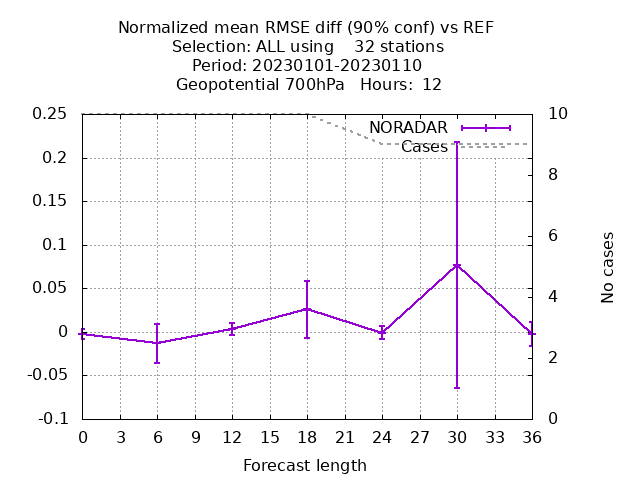 Normalized mean RMSE diff (90% conf) vs REF
Selection: ALL using    32 stations
Period: 20230101-20230110
Geopotential 700hPa   Hours:  12
NORADAR
Cases
0.25
0.2
0.15
0.1
0.05
0
-0.05
-0.1
10
8
6
4
2
0
No cases
0 3 6 9 12 15 18 21 24 27 30 33 36
Forecast length